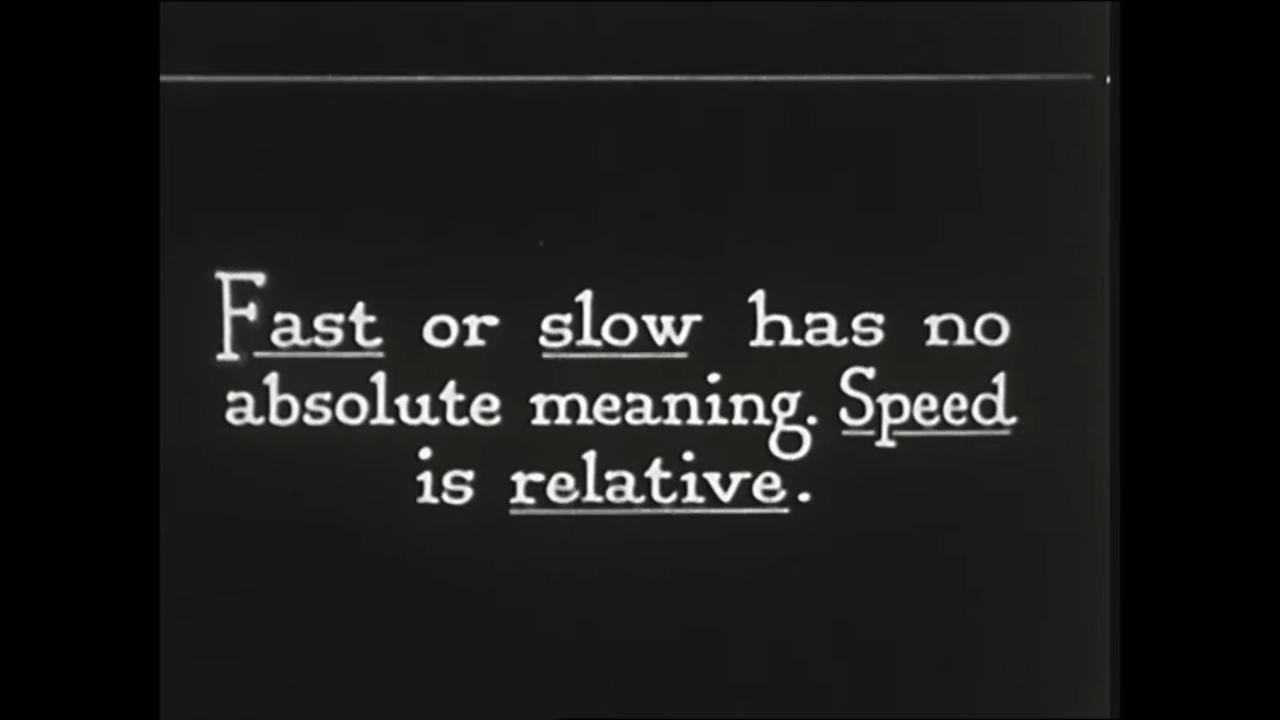 Fast or slow has no
absolute meaning. Speed
is relative.